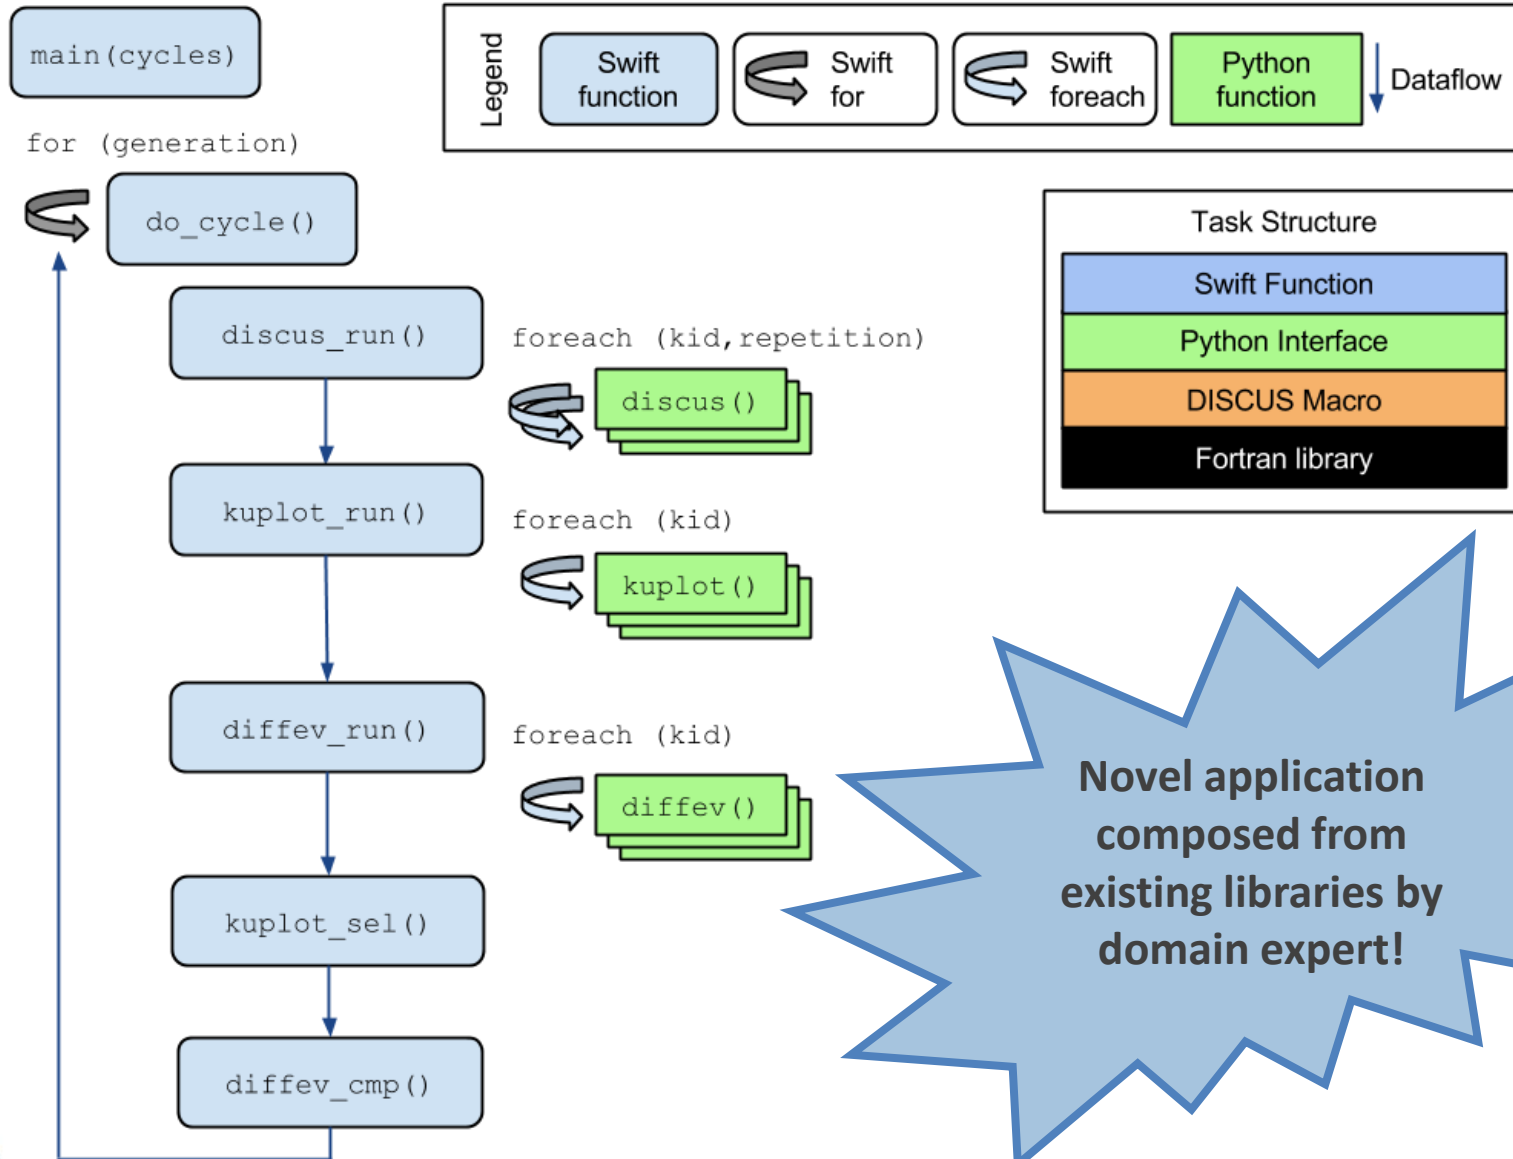 main(cycles)
for (generation)
do_cycle()
discus_run()
foreach (kid,repetition)
discus()
kuplot_run()
foreach (kid)
kuplot()
diffev_run()
foreach (kid)
diffev()
kuplot_sel()
diffev_cmp()
Legend
Swift
function
Swift
for
Swift
foreach
Python
function
Dataflow
Task Structure
Swift Function
Python Interface
DISCUS Macro
Fortran library
Novel application
composed from
existing libraries by
domain expert!